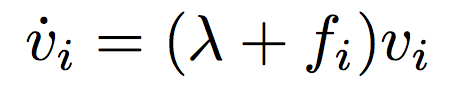 v̇ᵢ = (λ + fᵢ)vᵢ